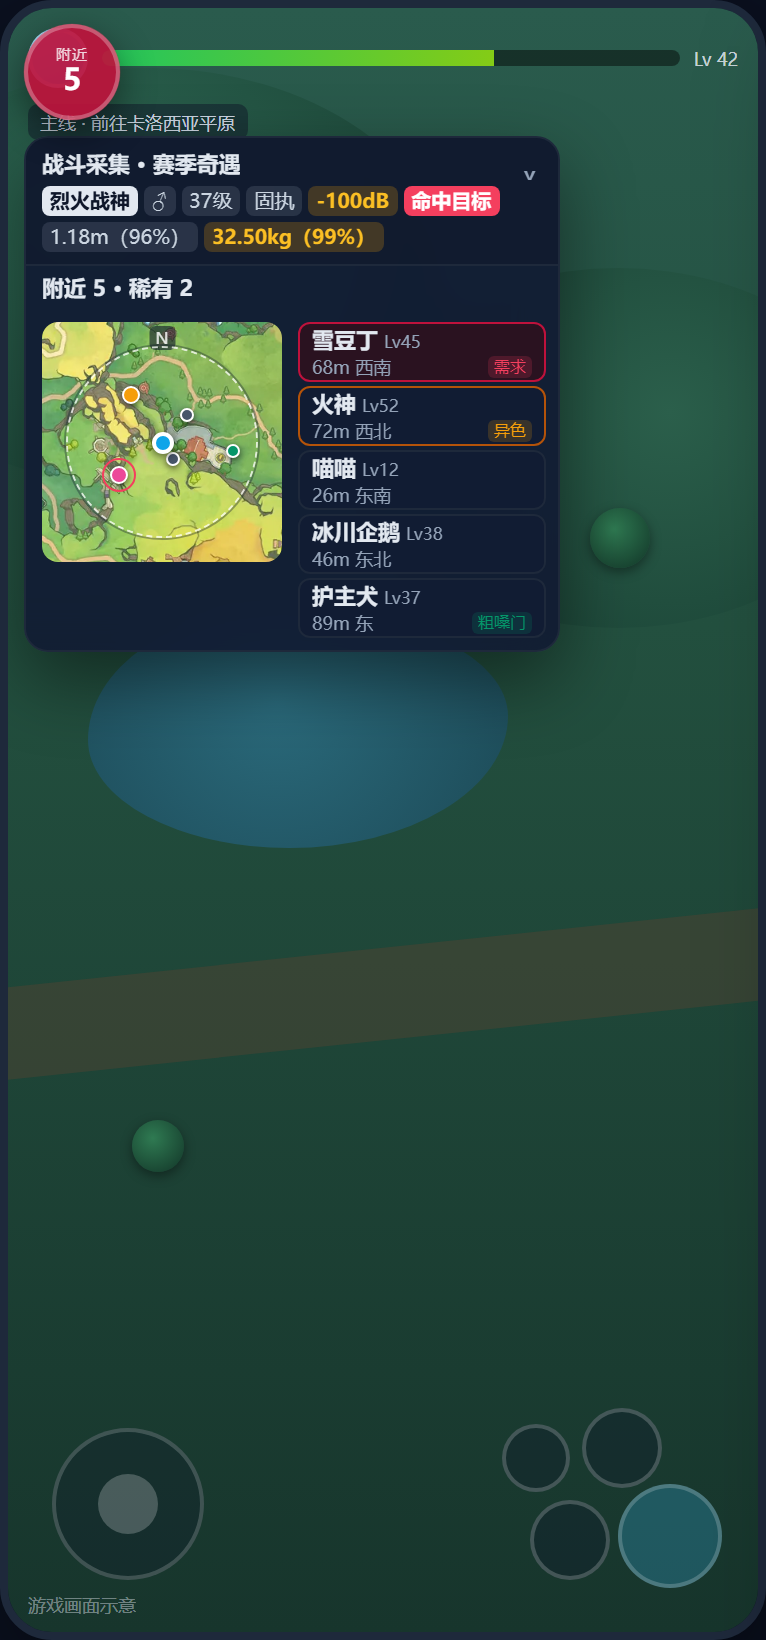 附近
5
Lv 42
主线 · 前往卡洛西亚平原
战斗采集 • 赛季奇遇
v
烈火战神 ♂ 37级 固执 -100dB 命中目标
1.18m（96%） 32.50kg（99%）
附近 5 • 稀有 2
N
雪豆丁 Lv45
68m 西南 需求
火神 Lv52
72m 西北 异色
喵喵 Lv12
26m 东南
冰川企鹅 Lv38
46m 东北
护主犬 Lv37
89m 东 粗嗓门
游戏画面示意